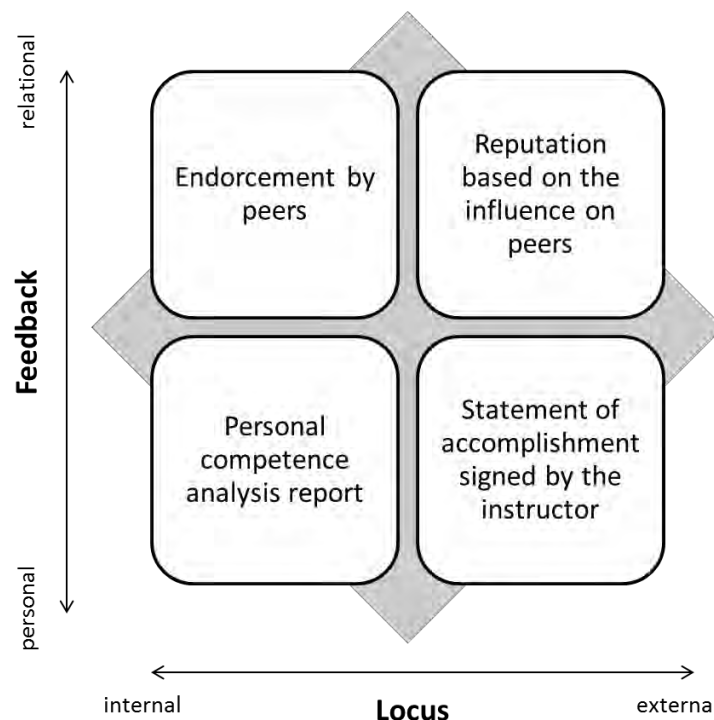 relational
Endorcement by
peers
Reputation
based on the
influence on
peers
Feedback
Personal
competence
analysis report
Statement of
accomplishment
signed by the
instructor
personal
internal
Locus
externa